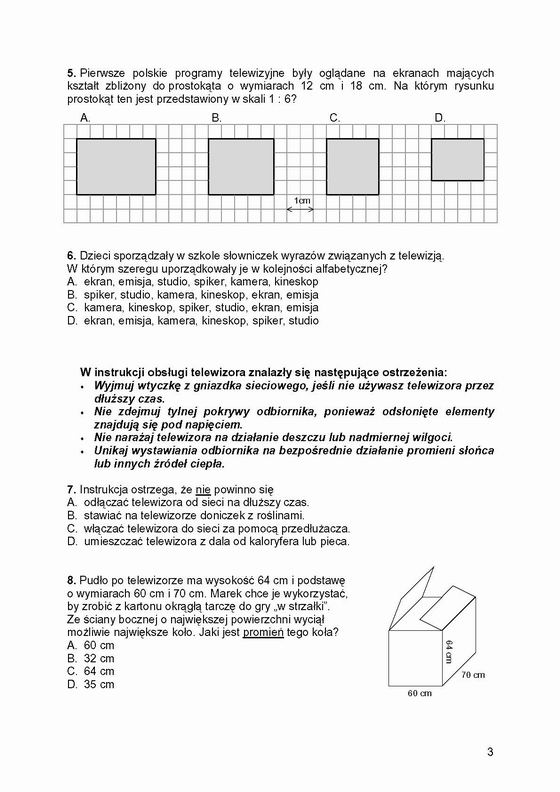 5. Pierwsze polskie programy telewizyjne były oglądane na ekranach mających
kształt zbliżony do prostokąta o wymiarach 12 cm i 18 cm. Na którym rysunku
prostokąt ten jest przedstawiony w skali 1 : 6?
A. B. C. D.
1cm
6. Dzieci sporządzały w szkole słowniczek wyrazów związanych z telewizją.
W którym szeregu uporządkowały je w kolejności alfabetycznej?
A. ekran, emisja, studio, spiker, kamera, kineskop
B. spiker, studio, kamera, kineskop, ekran, emisja
C. kamera, kineskop, spiker, studio, ekran, emisja
D. ekran, emisja, kamera, kineskop, spiker, studio
W instrukcji obsługi telewizora znalazły się następujące ostrzeżenia:
• Wyjmuj wtyczkę z gniazdka sieciowego, jeśli nie używasz telewizora przez
dłuższy czas.
• Nie zdejmuj tylnej pokrywy odbiornika, ponieważ odsłonięte elementy
znajdują się pod napięciem.
• Nie narażaj telewizora na działanie deszczu lub nadmiernej wilgoci.
• Unikaj wystawiania odbiornika na bezpośrednie działanie promieni słońca
lub innych źródeł ciepła.
7. Instrukcja ostrzega, że nie powinno się
A. odłączać telewizora od sieci na dłuższy czas.
B. stawiać na telewizorze doniczek z roślinami.
C. włączać telewizora do sieci za pomocą przedłużacza.
D. umieszczać telewizora z dala od kaloryfera lub pieca.
8. Pudło po telewizorze ma wysokość 64 cm i podstawę
o wymiarach 60 cm i 70 cm. Marek chce je wykorzystać,
by zrobić z kartonu okrągłą tarczę do gry „w strzałki”.
Ze ściany bocznej o największej powierzchni wyciął
możliwie największe koło. Jaki jest promień tego koła?
A. 60 cm
B. 32 cm
C. 64 cm
D. 35 cm
64 cm
70 cm
60 cm
3